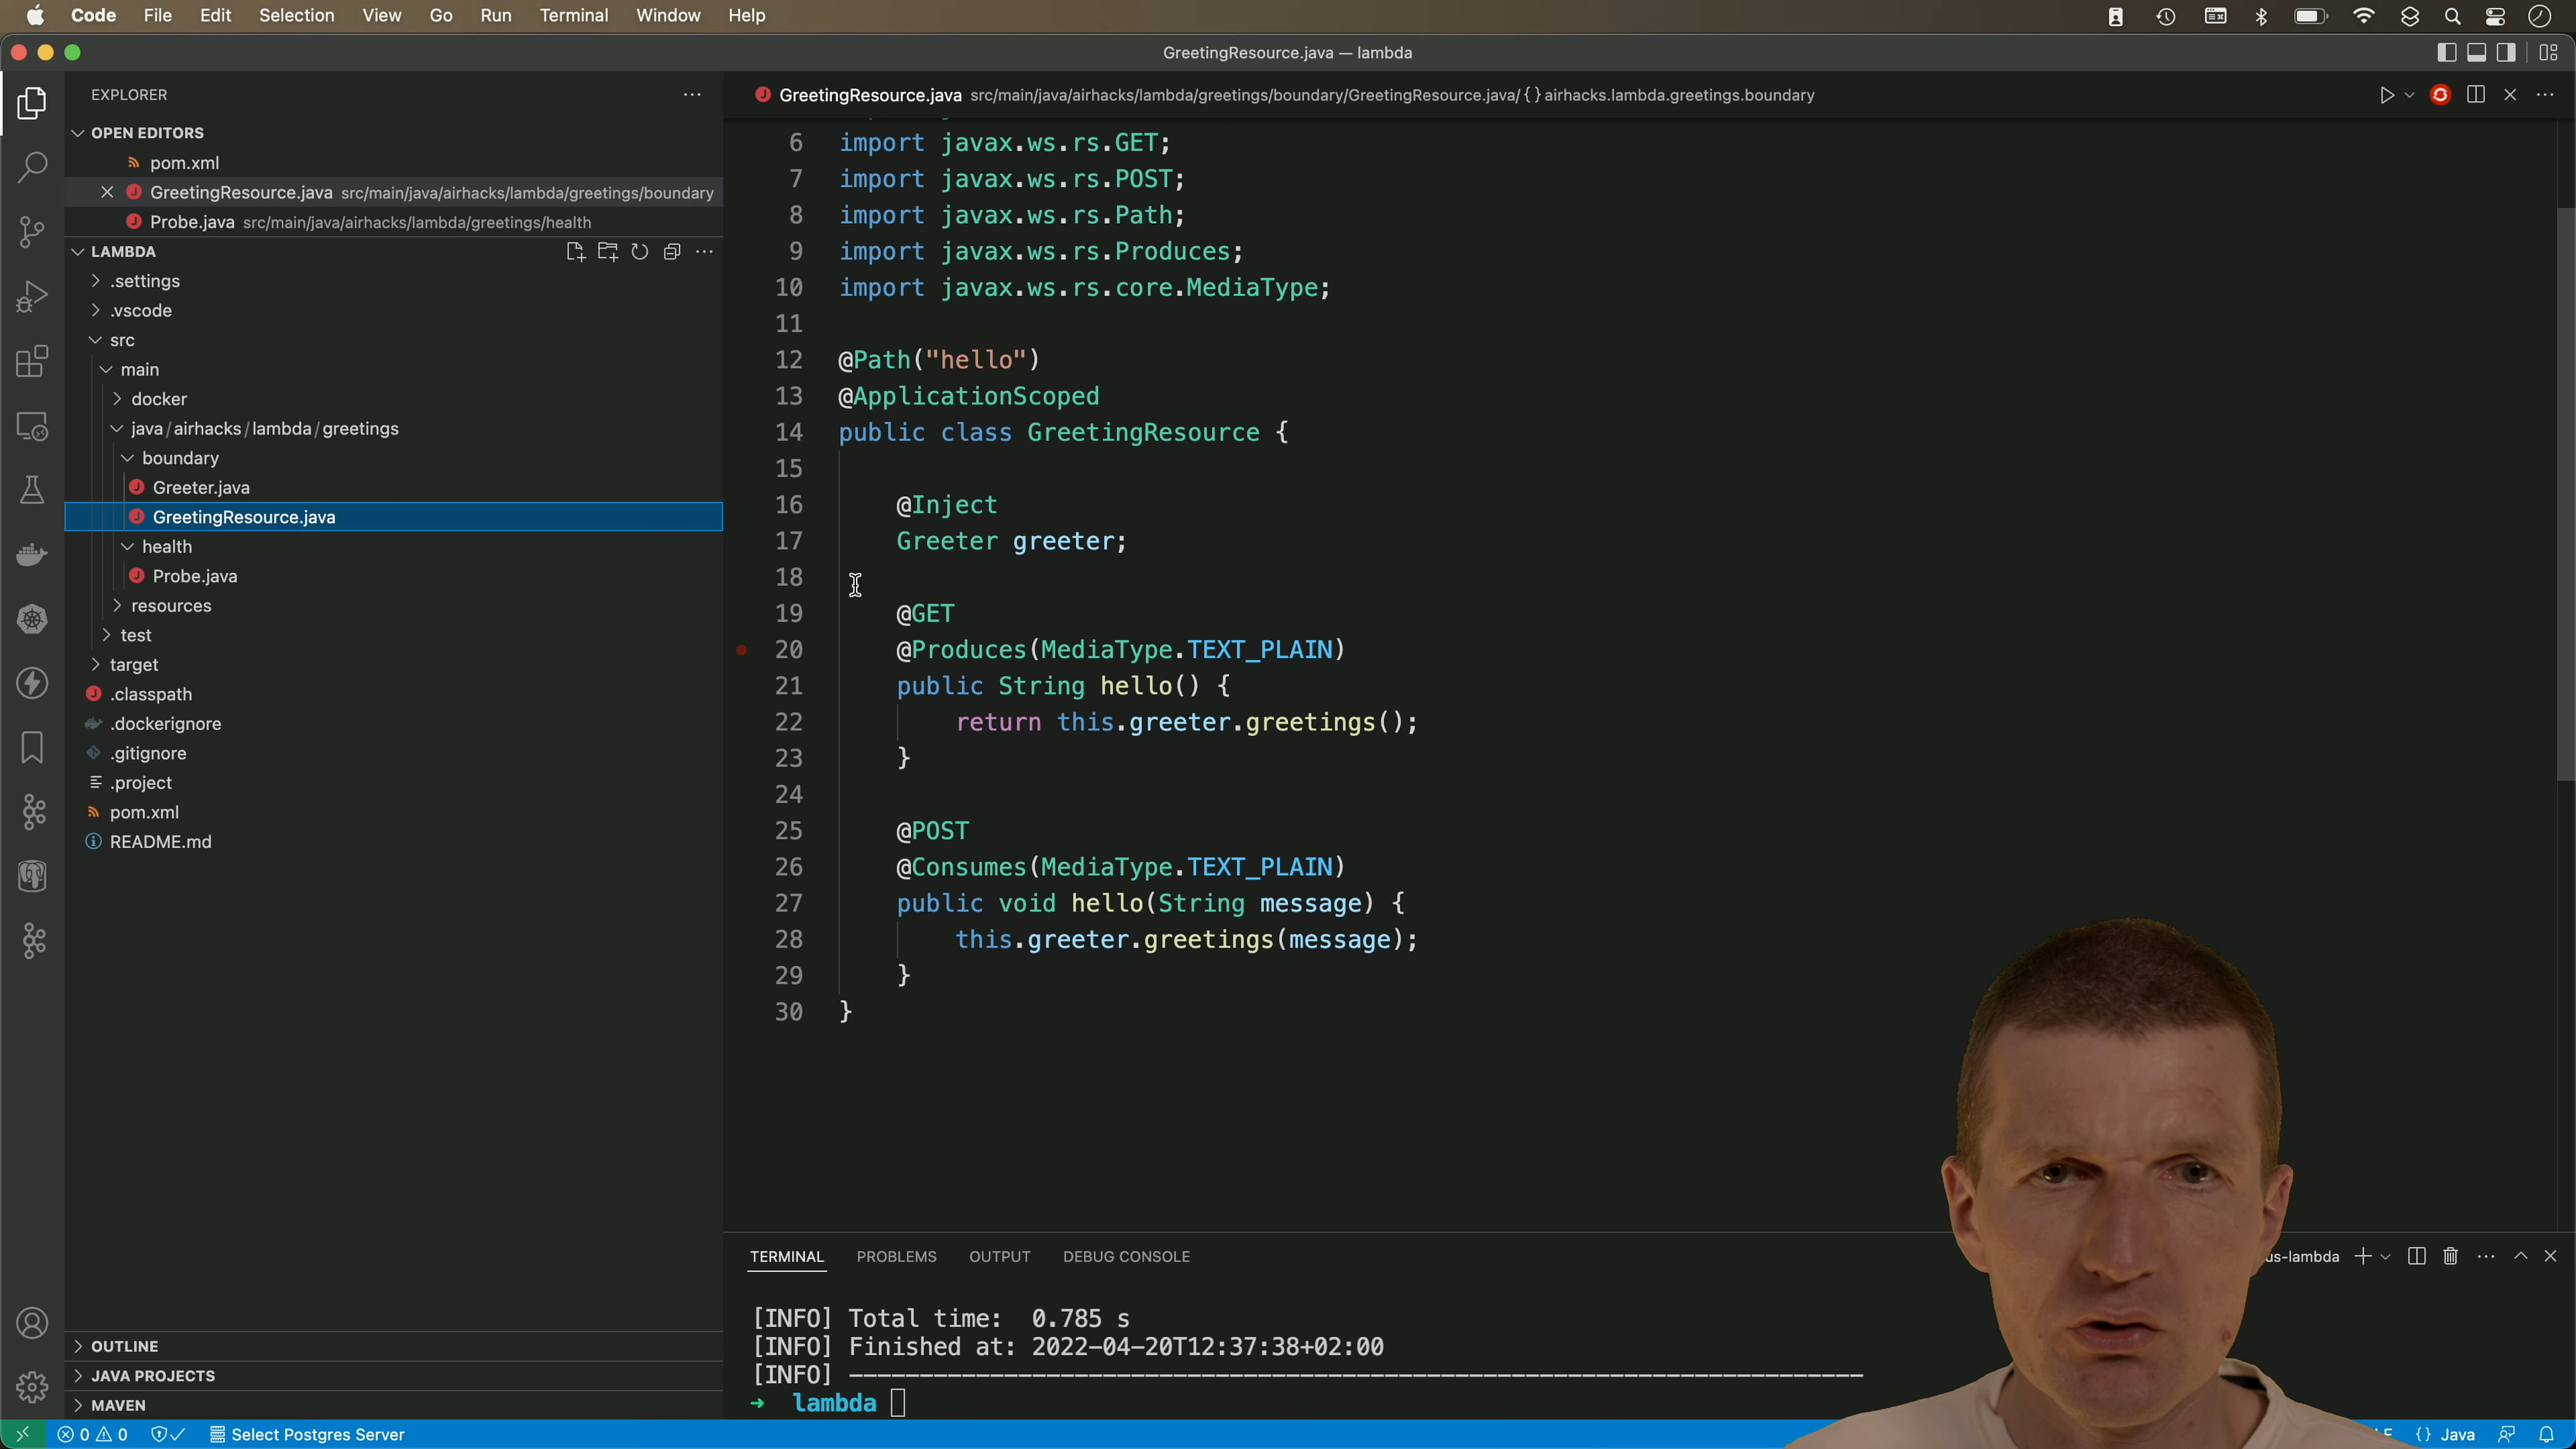 Code File Edit Selection View Go Run Terminal Window Help
GreetingResource.java — lambda
EXPLORER
OPEN EDITORS
pom.xml
GreetingResource.java src/main/java/airhacks/lambda/greetings/boundary
Probe.java src/main/java/airhacks/lambda/greetings/health
LAMBDA
.settings
.vscode
src
main
docker
java/airhacks/lambda/greetings
boundary
Greeter.java
GreetingResource.java
health
Probe.java
resources
test
target
.classpath
.dockerignore
.gitignore
.project
pom.xml
README.md
OUTLINE
JAVA PROJECTS
MAVEN
GreetingResource.java src/main/java/airhacks/lambda/greetings/boundary/GreetingResource.java/ {} airhacks.lambda.greetings.boundary
6 import javax.ws.rs.GET;
7 import javax.ws.rs.POST;
8 import javax.ws.rs.Path;
9 import javax.ws.rs.Produces;
10 import javax.ws.rs.core.MediaType;
11
12 @Path("hello")
13 @ApplicationScoped
14 public class GreetingResource {
15
16 @Inject
17 Greeter greeter;
18
19 @GET
20 @Produces(MediaType.TEXT_PLAIN)
21 public String hello() {
22 return this.greeter.greetings();
23 }
24
25 @POST
26 @Consumes(MediaType.TEXT_PLAIN)
27 public void hello(String message) {
28 this.greeter.greetings(message);
29 }
30 }
TERMINAL PROBLEMS OUTPUT DEBUG CONSOLE
us-lambda
[INFO] Total time:  0.785 s
[INFO] Finished at: 2022-04-20T12:37:38+02:00
[INFO] ------------------------------------------------------------------------
➜ lambda
0 0 Select Postgres Server
{} Java